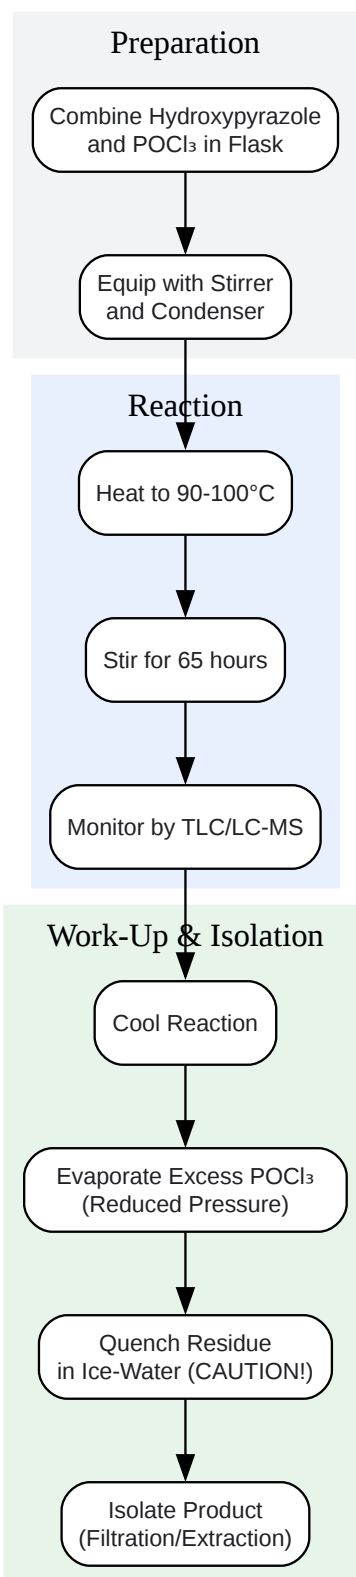 Preparation
Combine Hydroxypyrazole
and POCl₃ in Flask
Equip with Stirrer
and Condenser
Reaction
Heat to 90-100°C
Stir for 65 hours
Monitor by TLC/LC-MS
Work-Up & Isolation
Cool Reaction
Evaporate Excess POCl₃
(Reduced Pressure)
Quench Residue
in Ice-Water (CAUTION!)
Isolate Product
(Filtration/Extraction)